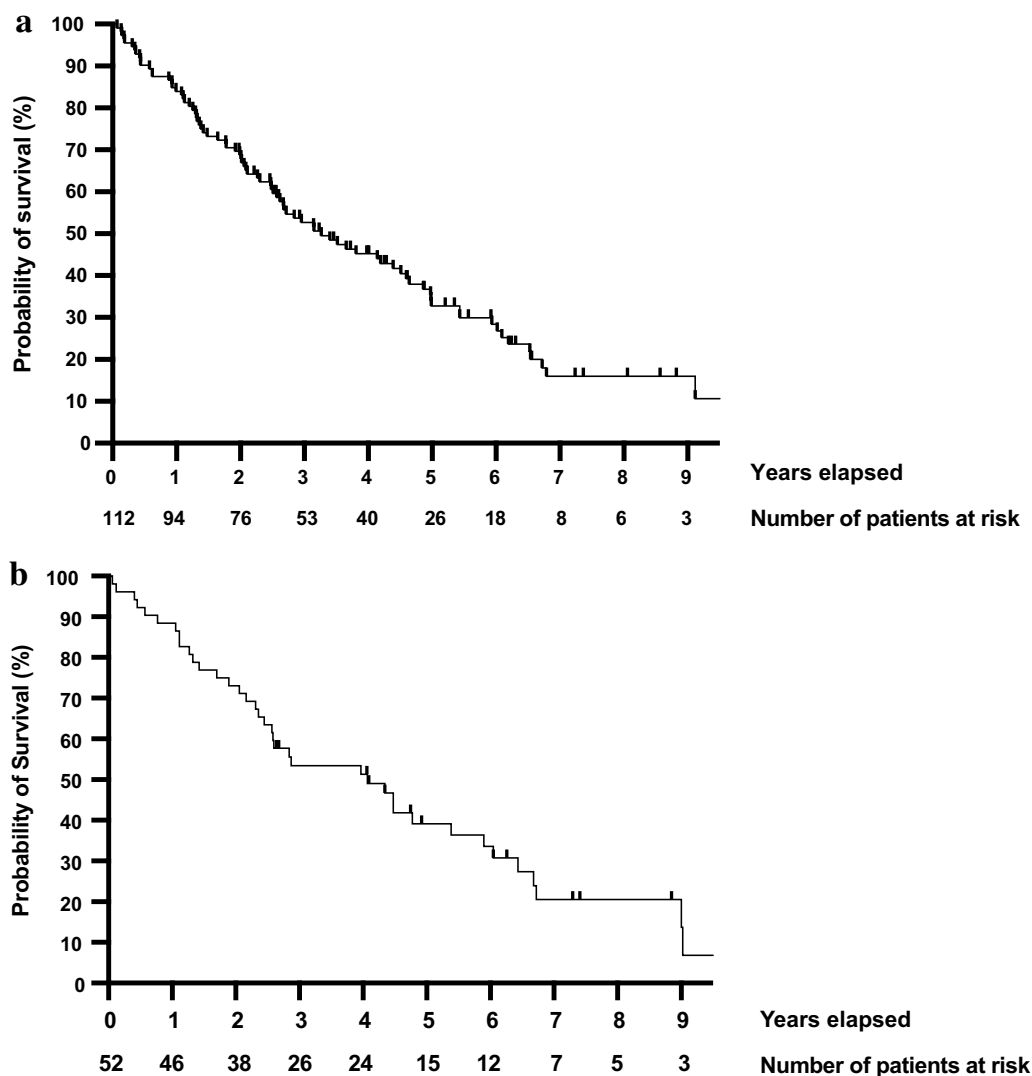 a
Probability of survival (%)
100
90
80
70
60
50
40
30
20
10
0
0 1 2 3 4 5 6 7 8 9 Years elapsed
112 94 76 53 40 26 18 8 6 3 Number of patients at risk
b
Probability of Survival (%)
100
90
80
70
60
50
40
30
20
10
0
0 1 2 3 4 5 6 7 8 9 Years elapsed
52 46 38 26 24 15 12 7 5 3 Number of patients at risk